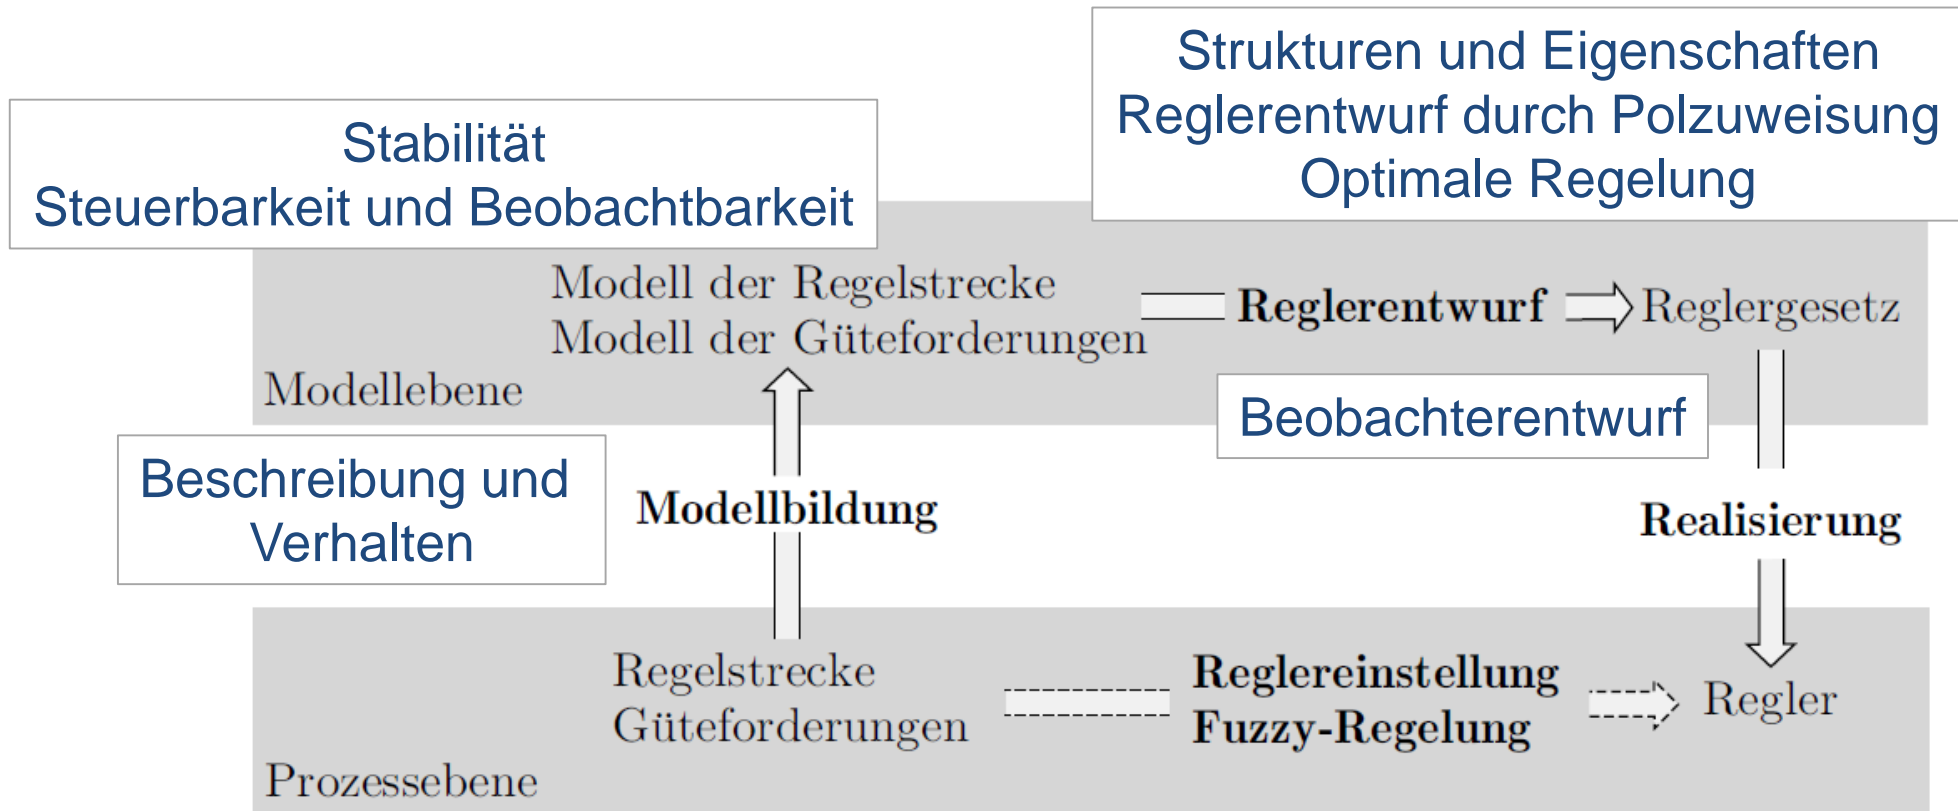 Strukturen und Eigenschaften
Reglerentwurf durch Polzuweisung
Optimale Regelung
Stabilität
Steuerbarkeit und Beobachtbarkeit
Modell der Regelstrecke
Modell der Güteforderungen
Reglerentwurf
Reglergesetz
Modellebene
Beobachterentwurf
Beschreibung und
Verhalten
Modellbildung
Realisierung
Regelstrecke
Güteforderungen
Reglereinstellung
Fuzzy-Regelung
Regler
Prozessebene